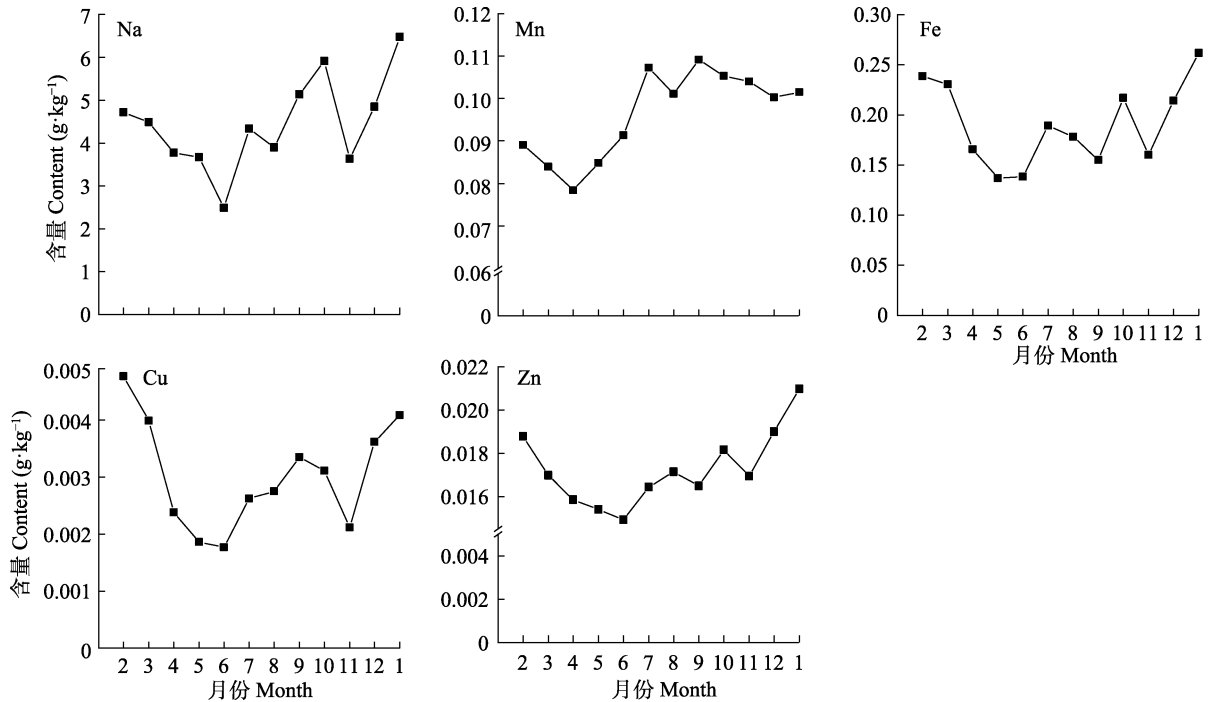 Na
7
6
5
4
3
2
1
0
含量 Content (g·kg⁻¹)
Mn
0.12
0.11
0.10
0.09
0.08
0.07
0.06
0
Fe
0.30
0.25
0.20
0.15
0.10
0.05
0
2 3 4 5 6 7 8 9 10 11 12 1
月份 Month
Cu
0.005
0.004
0.003
0.002
0.001
0
含量 Content (g·kg⁻¹)
2 3 4 5 6 7 8 9 10 11 12 1
月份 Month
Zn
0.022
0.020
0.018
0.016
0.004
0.002
0
2 3 4 5 6 7 8 9 10 11 12 1
月份 Month